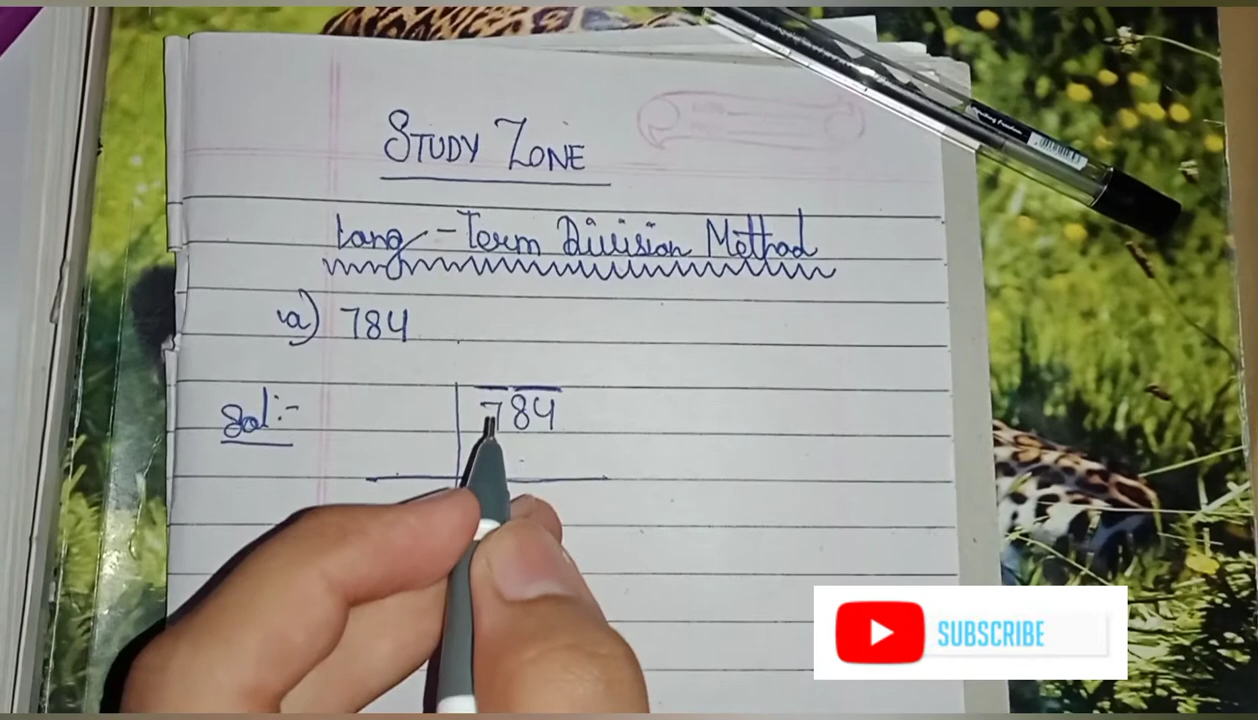 STUDY ZONE
Long-Term Division Method
a) 784
Sol:- 784
SUBSCRIBE